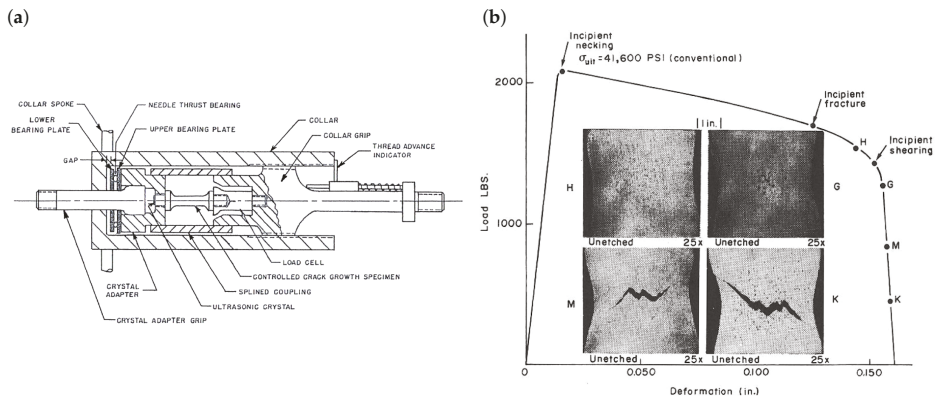 (a)
COLLAR SPOKE
LOWER
BEARING PLATE
GAP
NEEDLE THRUST BEARING
UPPER BEARING PLATE
COLLAR
COLLAR GRIP
THREAD ADVANCE
INDICATOR
LOAD CELL
CONTROLLED CRACK GROWTH SPECIMEN
SPLINED COUPLING
ULTRASONIC CRYSTAL
CRYSTAL
ADAPTER
CRYSTAL ADAPTER GRIP
(b)
Incipient
necking
σult=41,600 PSI (conventional)
2000
1000
0
Load LBS.
Incipient
fracture
H
Incipient
shearing
G
M
K
|1 in.|
H
G
Unetched 25x
Unetched 25x
M
K
Unetched 25x
Unetched 25x
0
0.050
0.100
0.150
Deformation (in.)